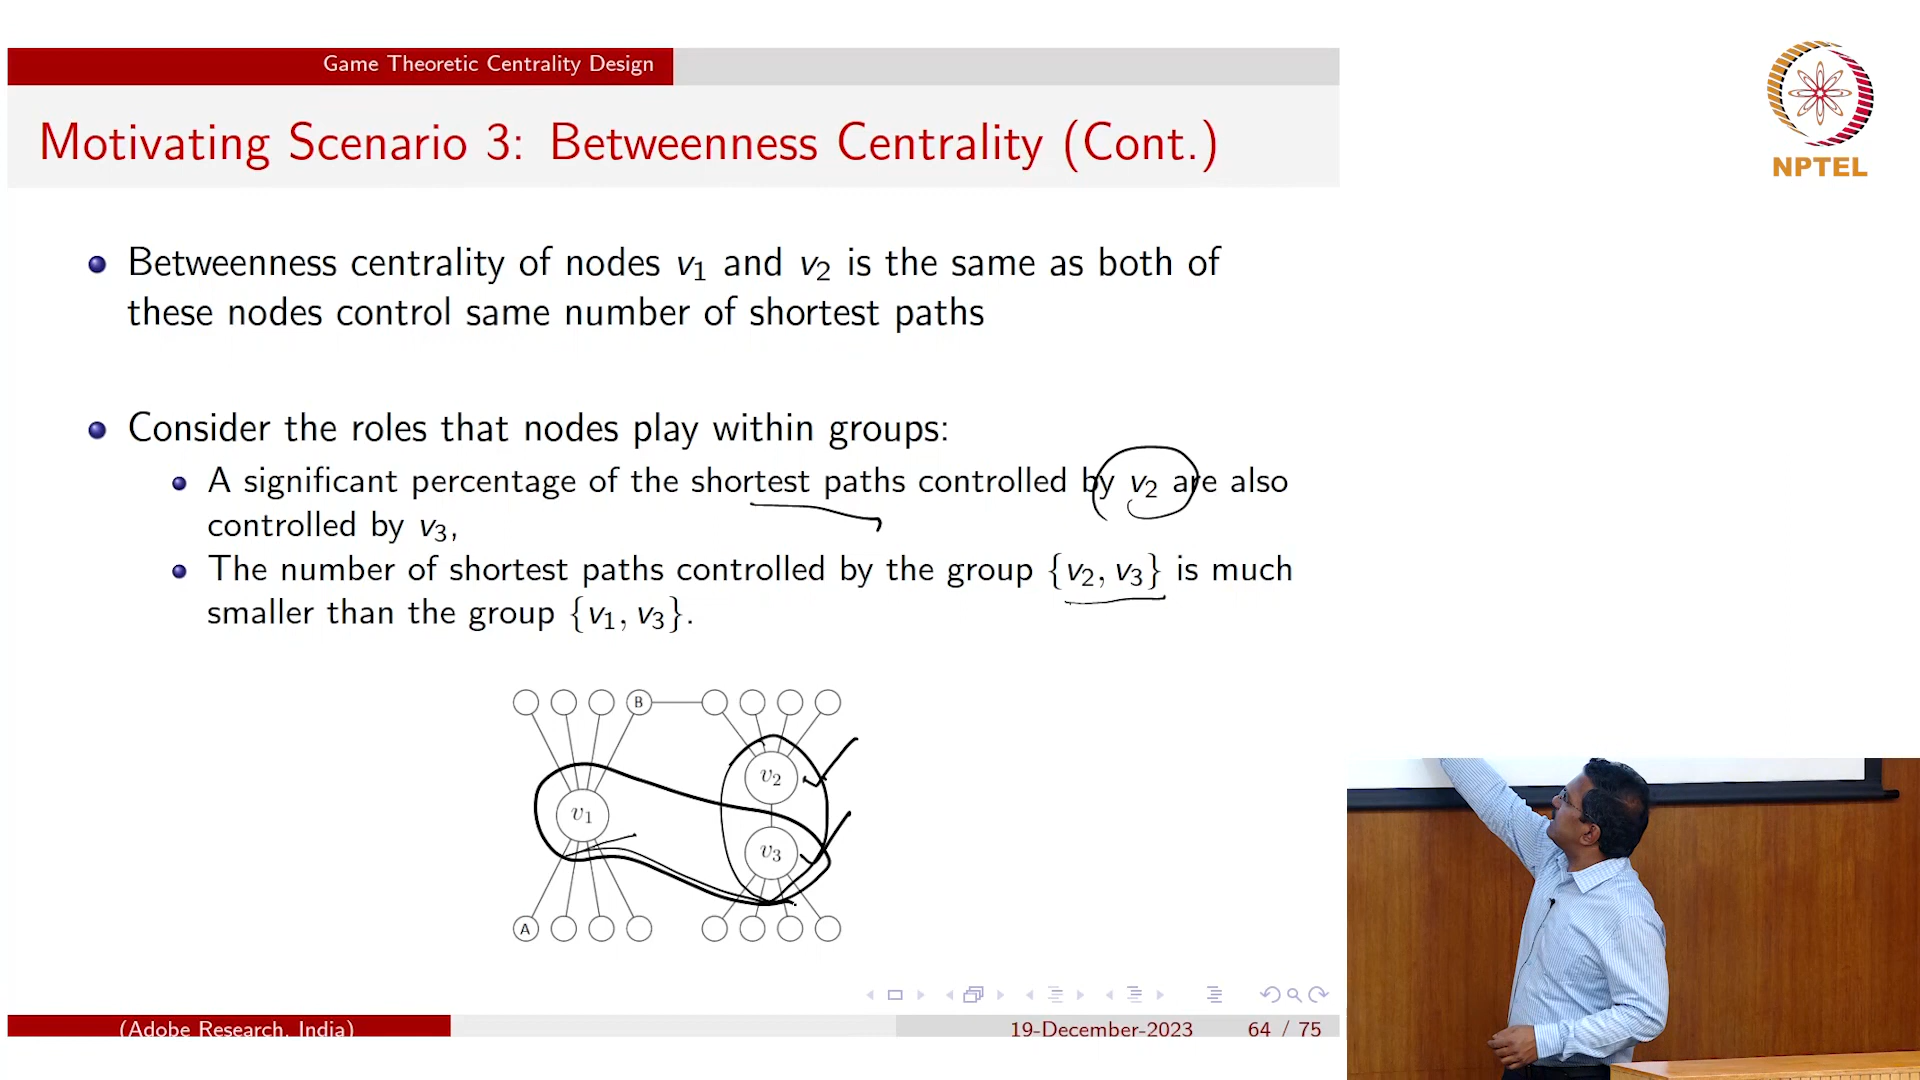 Game Theoretic Centrality Design
NPTEL
Motivating Scenario 3: Betweenness Centrality (Cont.)
Betweenness centrality of nodes v1 and v2 is the same as both of
these nodes control same number of shortest paths
Consider the roles that nodes play within groups:
A significant percentage of the shortest paths controlled by v2 are also
controlled by v3,
The number of shortest paths controlled by the group {v2, v3} is much
smaller than the group {v1, v3}.
B
v2
v1
v3
A
(Adobe Research, India) 19-December-2023 64 / 75